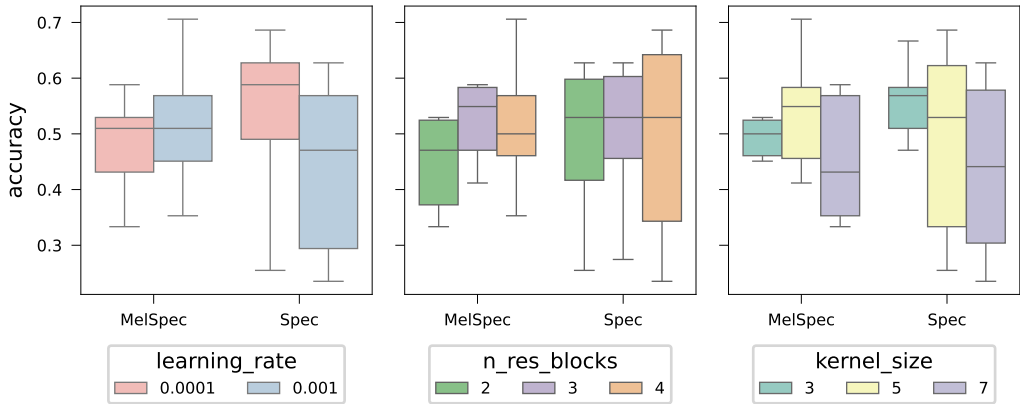 accuracy
0.7
0.6
0.5
0.4
0.3
MelSpec Spec
MelSpec Spec
MelSpec Spec
learning_rate
0.0001 0.001
n_res_blocks
2 3 4
kernel_size
3 5 7